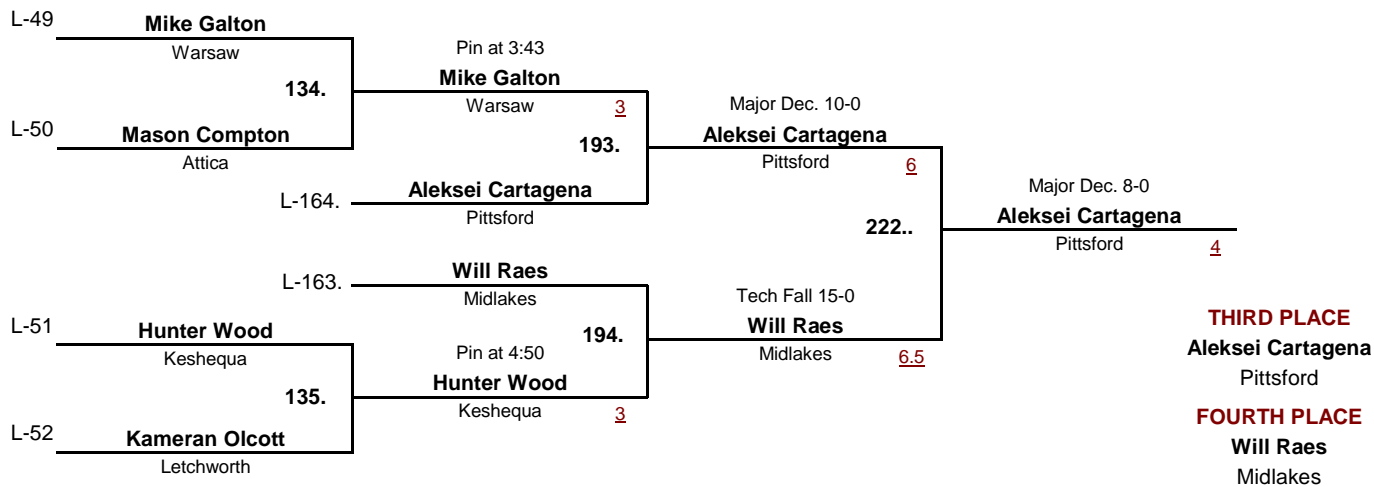 L-49
Mike Galton
Warsaw
134.
L-50
Mason Compton
Attica
Pin at 3:43
Mike Galton
Warsaw
3
193.
L-164.
Aleksei Cartagena
Pittsford
Major Dec. 10-0
Aleksei Cartagena
Pittsford
6
222..
Major Dec. 8-0
Aleksei Cartagena
Pittsford
4
L-163.
Will Raes
Midlakes
194.
Tech Fall 15-0
Will Raes
Midlakes
6.5
L-51
Hunter Wood
Keshequa
135.
Pin at 4:50
Hunter Wood
Keshequa
3
L-52
Kameran Olcott
Letchworth
THIRD PLACE
Aleksei Cartagena
Pittsford
FOURTH PLACE
Will Raes
Midlakes